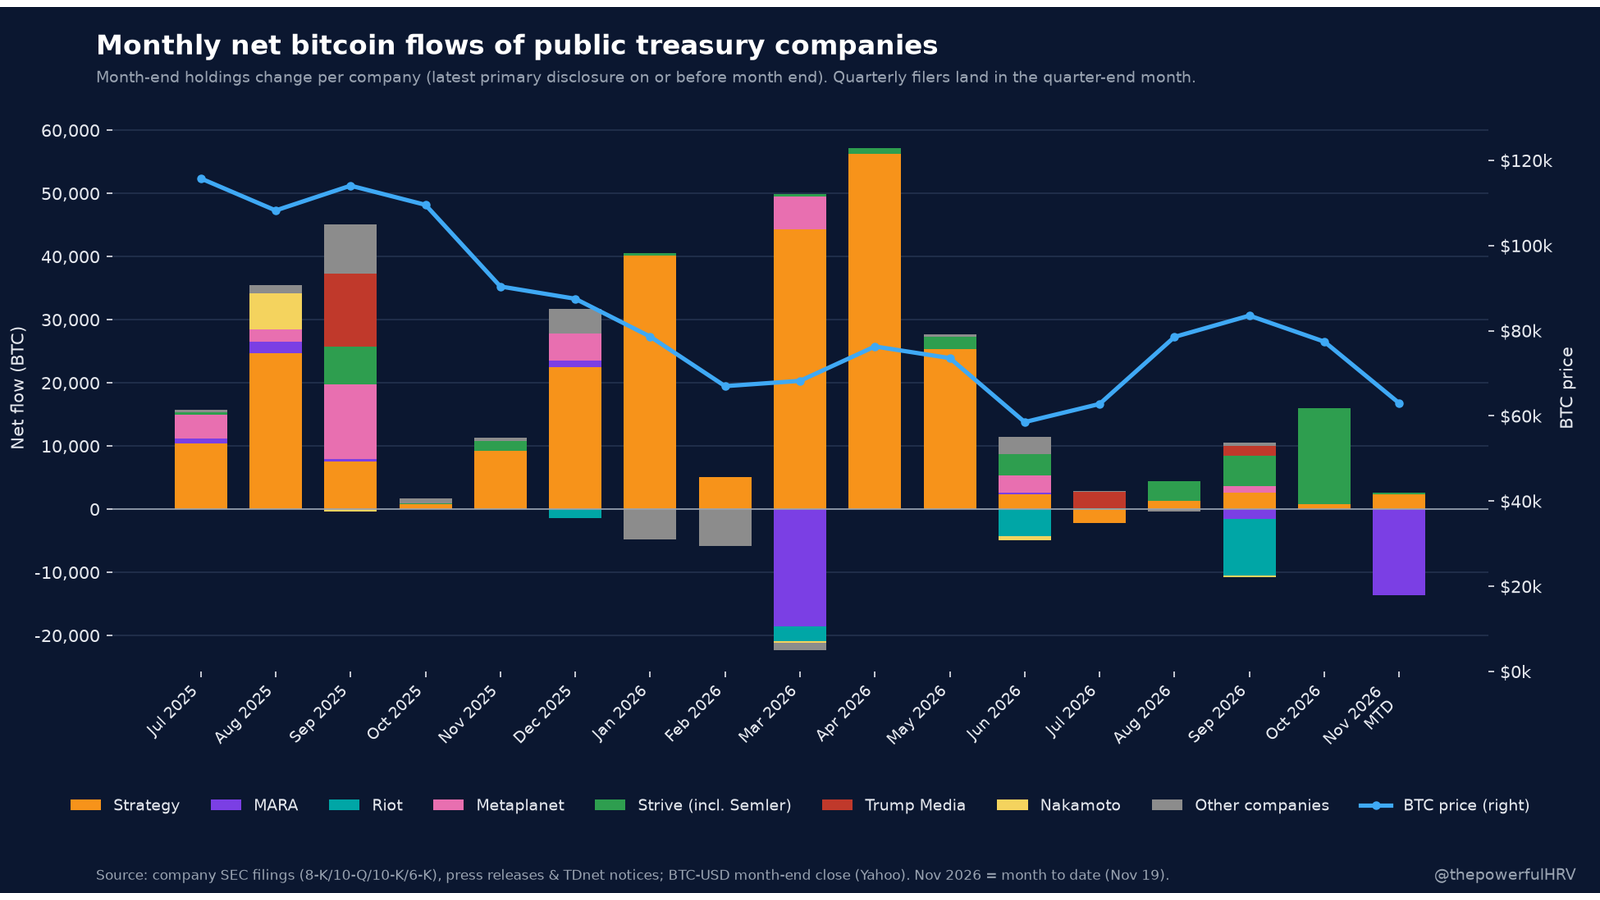 Monthly net bitcoin flows of public treasury companies
Month-end holdings change per company (latest primary disclosure on or before month end). Quarterly filers land in the quarter-end month.
Net flow (BTC)
60,000
50,000
40,000
30,000
20,000
10,000
0
-10,000
-20,000
$120k
$100k
$80k
$60k
$40k
$20k
$0k
BTC price
Jul 2025
Aug 2025
Sep 2025
Oct 2025
Nov 2025
Dec 2025
Jan 2026
Feb 2026
Mar 2026
Apr 2026
May 2026
Jun 2026
Jul 2026
Aug 2026
Sep 2026
Oct 2026
Nov 2026
MTD
Strategy
MARA
Riot
Metaplanet
Strive (incl. Semler)
Trump Media
Nakamoto
Other companies
BTC price (right)
Source: company SEC filings (8-K/10-Q/10-K/6-K), press releases & TDnet notices; BTC-USD month-end close (Yahoo). Nov 2026 = month to date (Nov 19).
@thepowerfulHRV